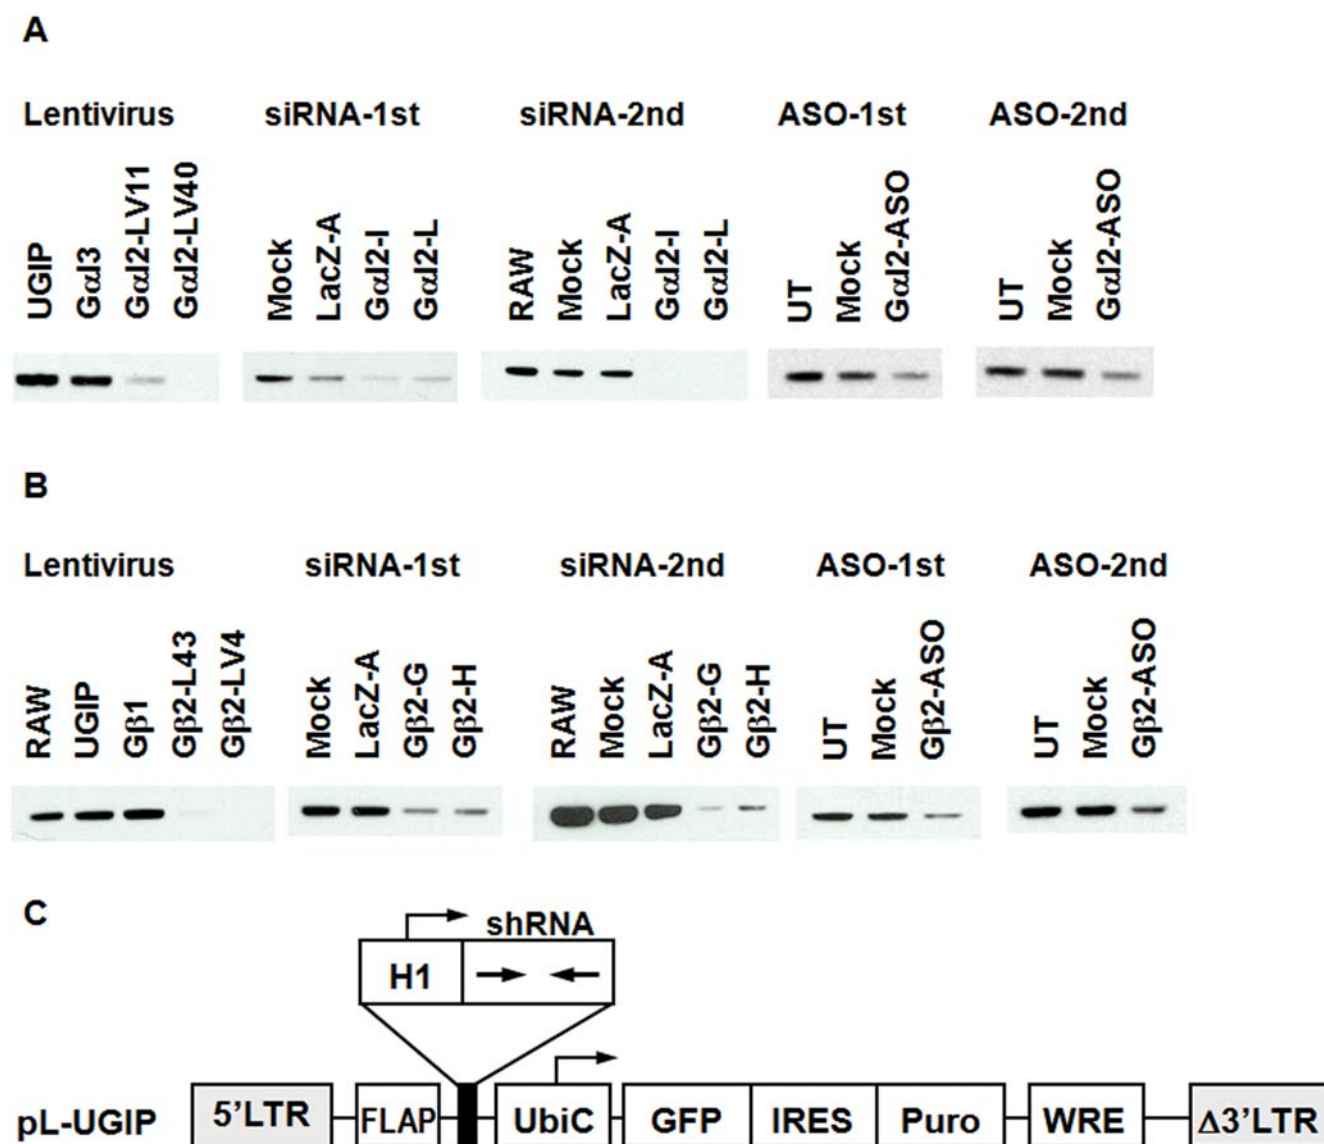 A
Lentivirus siRNA-1st siRNA-2nd ASO-1st ASO-2nd
UGIP GαI3 GαI2-LV11 GαI2-LV40 Mock LacZ-A GαI2-I GαI2-L RAW Mock LacZ-A GαI2-I GαI2-L UT Mock GαI2-ASO UT Mock GαI2-ASO
B
Lentivirus siRNA-1st siRNA-2nd ASO-1st ASO-2nd
RAW UGIP Gβ1 Gβ2-L43 Gβ2-LV4 Mock LacZ-A Gβ2-G Gβ2-H RAW Mock LacZ-A Gβ2-G Gβ2-H UT Mock Gβ2-ASO UT Mock Gβ2-ASO
C
shRNA
H1
pL-UGIP 5'LTR FLAP UbiC GFP IRES Puro WRE Δ3'LTR